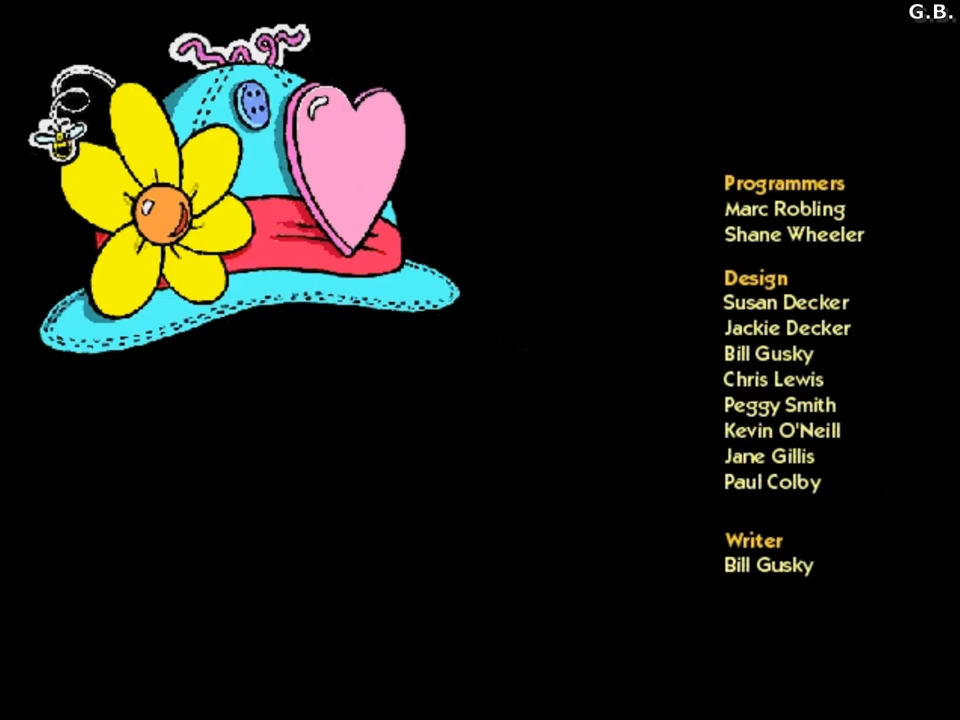 G.B.
Programmers
Marc Robling
Shane Wheeler
Design
Susan Decker
Jackie Decker
Bill Gusky
Chris Lewis
Peggy Smith
Kevin O'Neill
Jane Gillis
Paul Colby
Writer
Bill Gusky